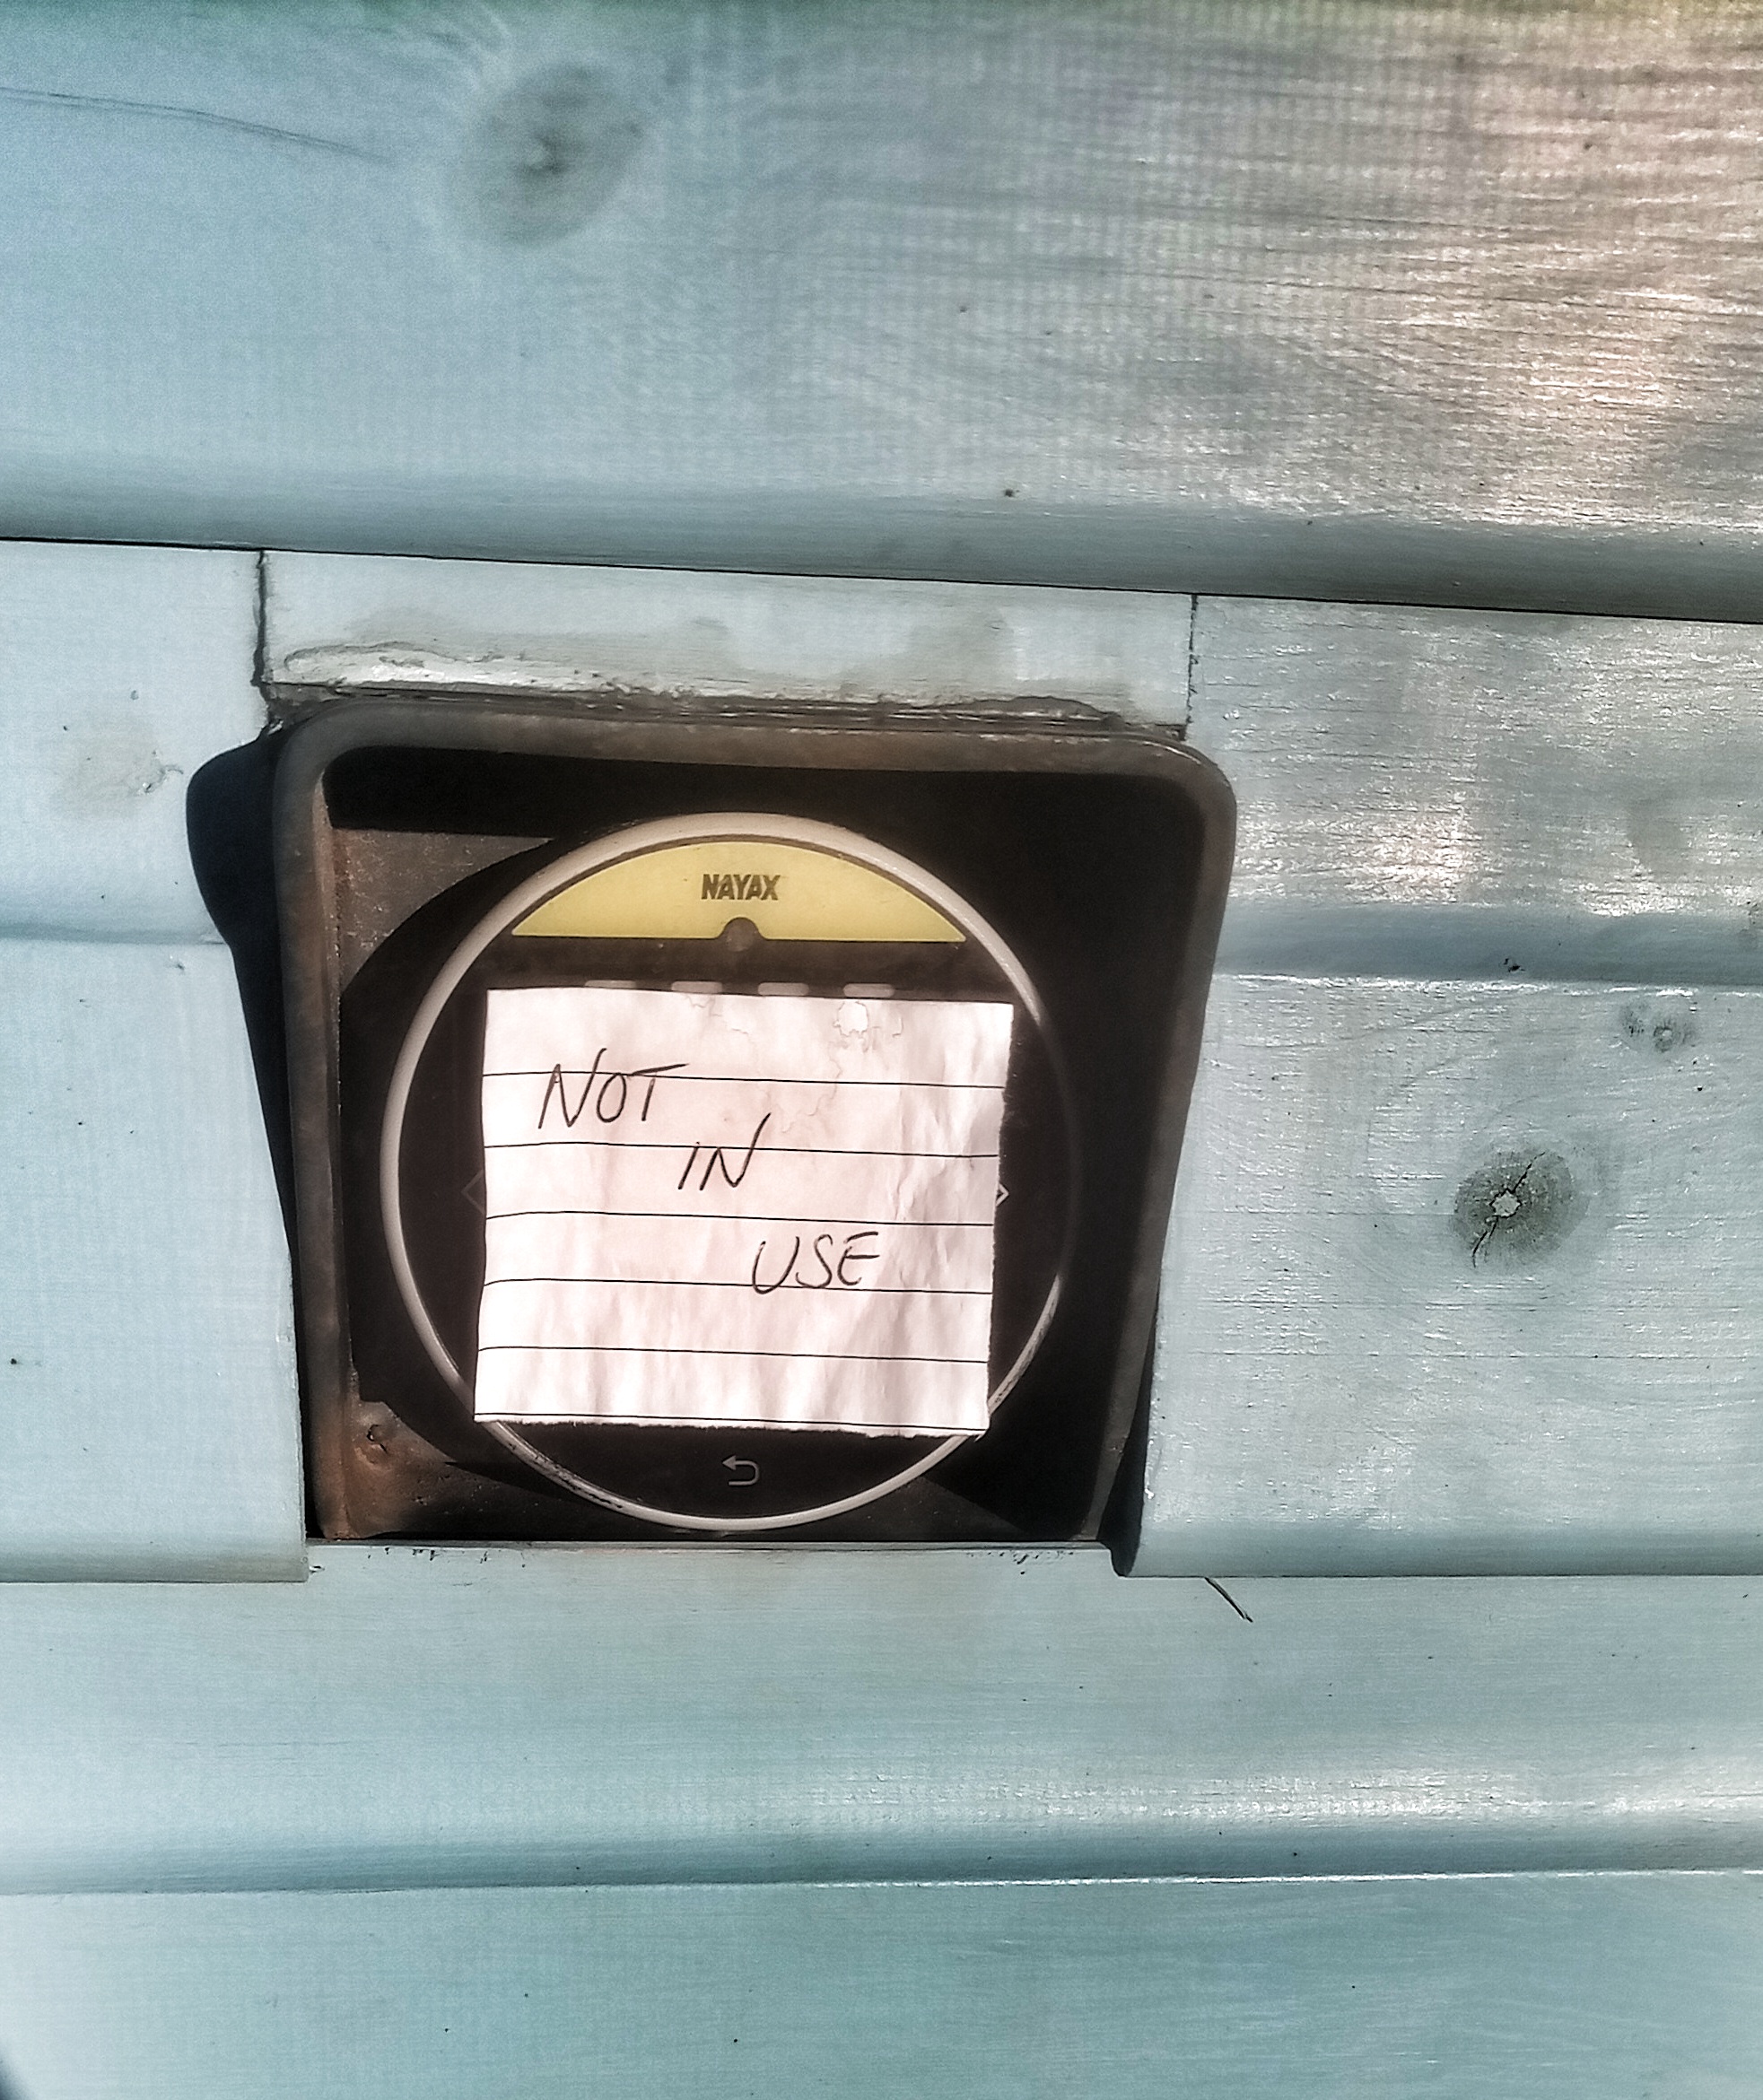 NAYAX
NOT
IN
USE